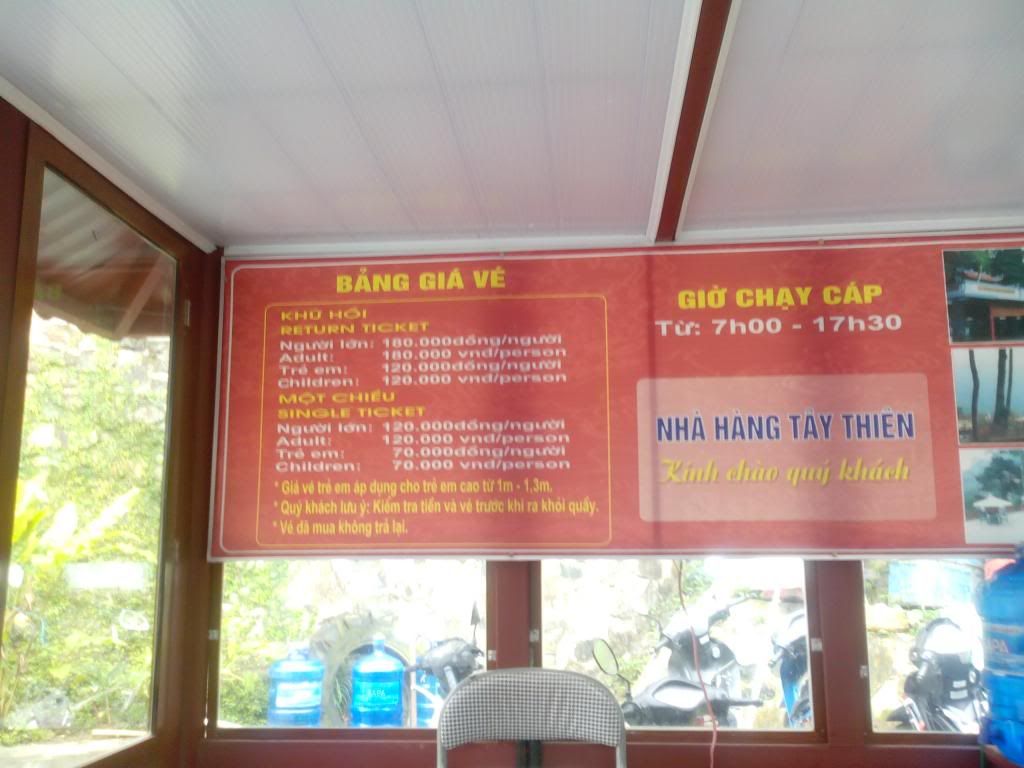 BẢNG GIÁ VÉ
KHỨ HỒI
RETURN TICKET
Người lớn: 180.000đồng/người
Adult: 180.000 vnd/person
Trẻ em: 120.000đồng/người
Children: 120.000 vnd/person
MỘT CHIỀU
SINGLE TICKET
Người lớn: 120.000đồng/người
Adult: 120.000 vnd/person
Trẻ em: 70.000đồng/người
Children: 70.000 vnd/person
* Giá vé trẻ em áp dụng cho trẻ em cao từ 1m - 1,3m.
* Quý khách lưu ý: Kiểm tra tiền và vé trước khi ra khỏi quầy.
* Vé đã mua không trả lại.
GIỜ CHẠY CÁP
Từ: 7h00 - 17h30
NHÀ HÀNG TÂY THIÊN
Kính chào quý khách